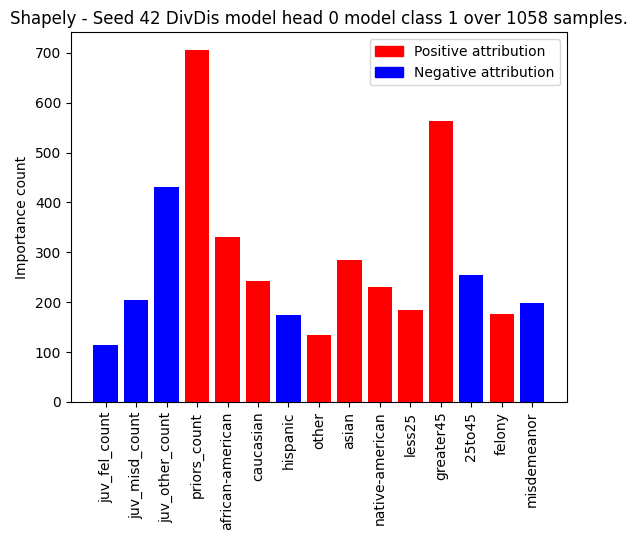 Shapely - Seed 42 DivDis model head 0 model class 1 over 1058 samples.
Positive attribution
Negative attribution
Importance count
700
600
500
400
300
200
100
0
juv_fel_count
juv_misd_count
juv_other_count
priors_count
african-american
caucasian
hispanic
other
asian
native-american
less25
greater45
25to45
felony
misdemeanor